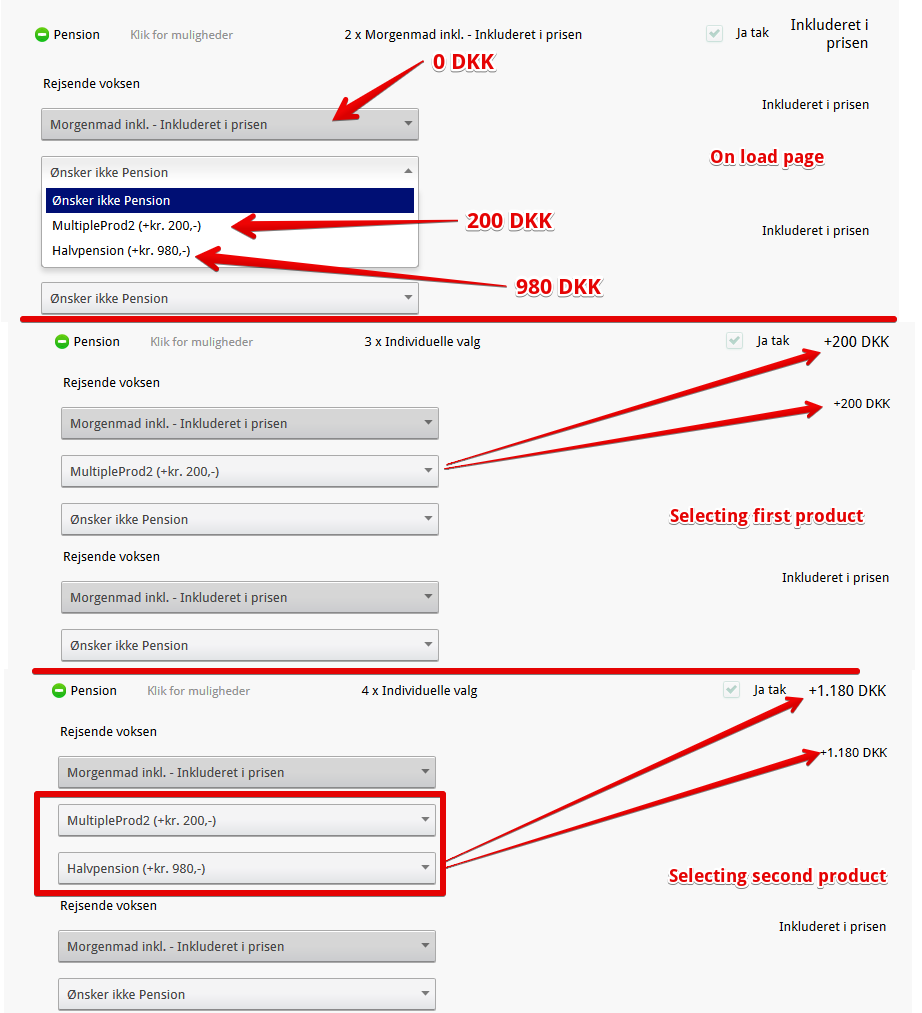 Pension Klik for muligheder 2 x Morgenmad inkl. - Inkluderet i prisen Ja tak Inkluderet i
prisen
0 DKK
Rejsende voksen
Inkluderet i prisen
Morgenmad inkl. - Inkluderet i prisen
On load page
Ønsker ikke Pension
Ønsker ikke Pension
MultipleProd2 (+kr. 200,-)
200 DKK
Inkluderet i prisen
Halvpension (+kr. 980,-)
980 DKK
Ønsker ikke Pension
Pension Klik for muligheder 3 x Individuelle valg Ja tak +200 DKK
Rejsende voksen
+200 DKK
Morgenmad inkl. - Inkluderet i prisen
MultipleProd2 (+kr. 200,-)
Ønsker ikke Pension
Selecting first product
Rejsende voksen
Inkluderet i prisen
Morgenmad inkl. - Inkluderet i prisen
Ønsker ikke Pension
Pension Klik for muligheder 4 x Individuelle valg Ja tak +1.180 DKK
Rejsende voksen
+1.180 DKK
Morgenmad inkl. - Inkluderet i prisen
MultipleProd2 (+kr. 200,-)
Halvpension (+kr. 980,-)
Selecting second product
Rejsende voksen
Inkluderet i prisen
Morgenmad inkl. - Inkluderet i prisen
Ønsker ikke Pension